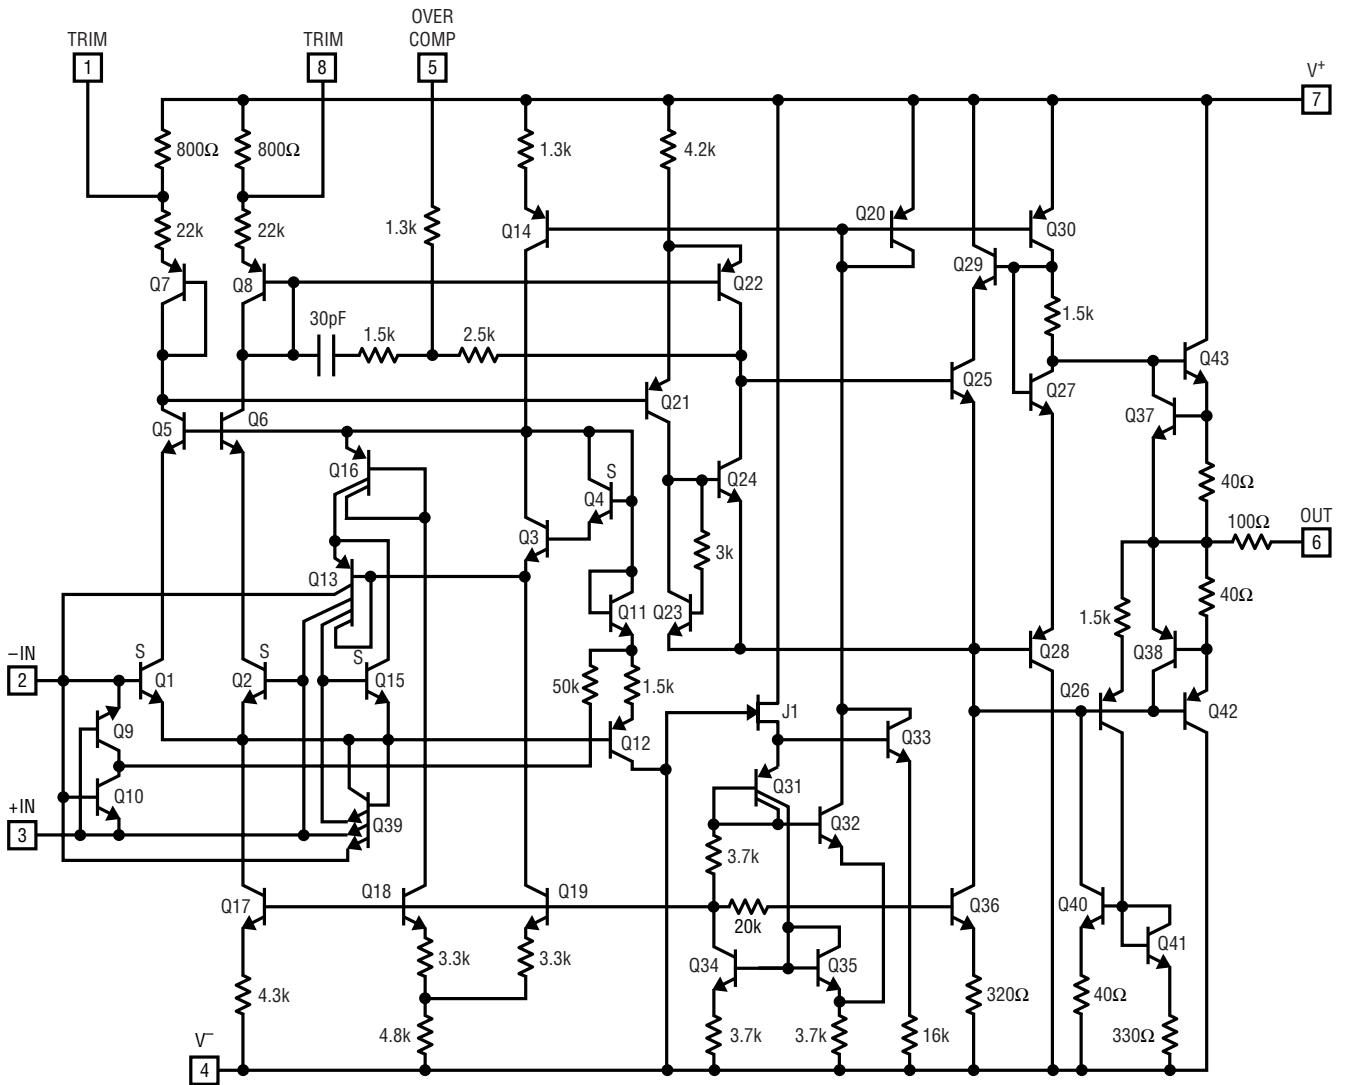 OVER
COMP
TRIM
TRIM
1
8
5
V+
7
800Ω
800Ω
1.3k
4.2k
22k
22k
1.3k
Q14
Q20
Q30
Q29
Q7
Q8
Q22
30pF
1.5k
2.5k
1.5k
Q43
Q25
Q27
Q21
Q37
Q5
Q6
Q16
S
Q4
Q24
40Ω
Q3
3k
100Ω
OUT
6
Q13
Q11
Q23
1.5k
40Ω
–IN
2
S
Q1
S
Q2
S
Q15
50k
1.5k
Q28
Q38
Q26
Q9
Q12
J1
Q33
Q42
Q10
Q31
+IN
3
Q39
Q32
3.7k
Q17
Q18
Q19
20k
Q36
Q40
Q41
3.3k
3.3k
Q34
Q35
4.3k
320Ω
40Ω
4.8k
3.7k
3.7k
16k
330Ω
V–
4